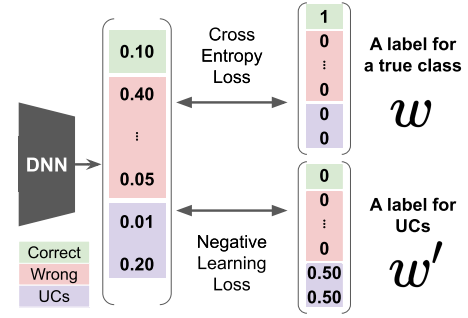 DNN
Correct
Wrong
UCs
0.10
0.40
⋮
0.05
0.01
0.20
Cross
Entropy
Loss
Negative
Learning
Loss
1
0
⋮
0
0
0
A label for
a true class
w
0
0
⋮
0
0.50
0.50
A label for
UCs
w′